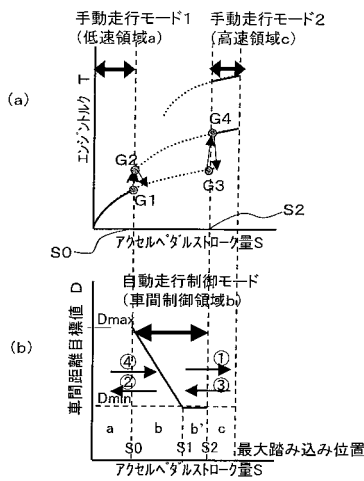 手動走行モード1
(低速領域a)
手動走行モード2
(高速領域c)
(a)
エンジントルク T
G2
G1
G4
G3
S0
S2
アクセルペダルストローク量S
自動走行制御モード
(車間制御領域b)
(b)
車間距離目標値 D
Dmax
④
①
②
③
Dmin
a
b
b'
c
S0
S1
S2
最大踏み込み位置
アクセルペダルストローク量S